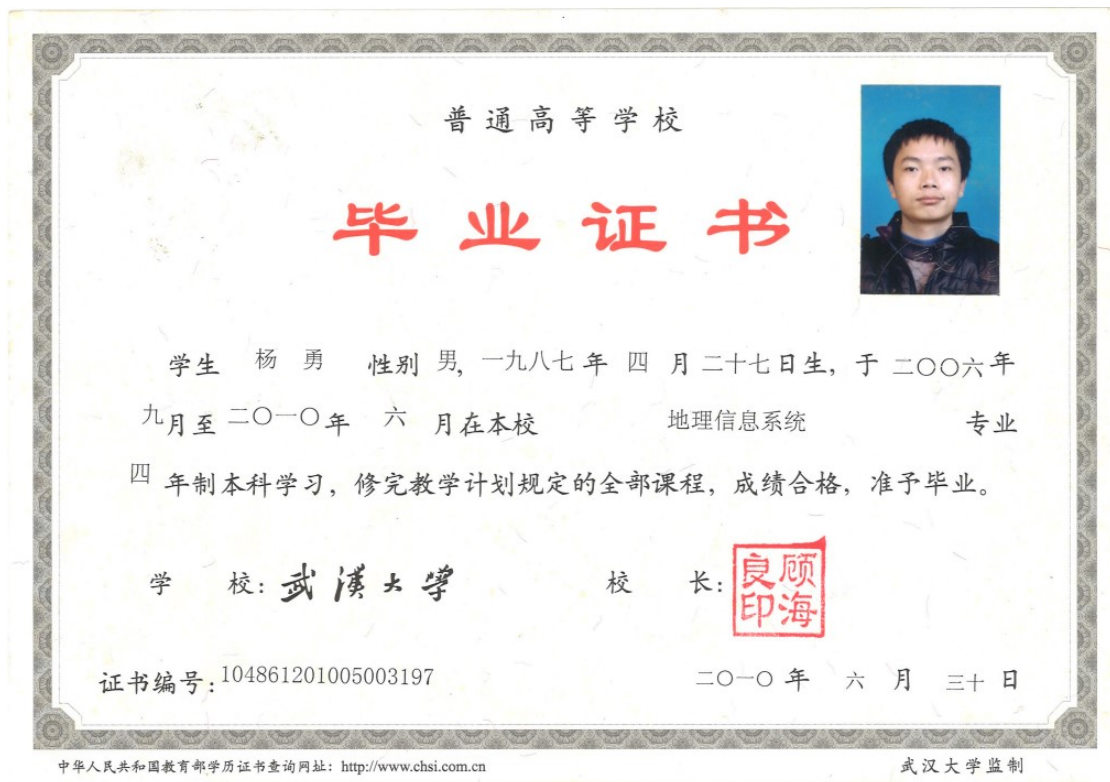 普通高等学校
毕业证书
学生 杨勇 性别 男, 一九八七年 四 月二十七日生，于二〇〇六年
九月至二〇一〇年 六 月在本校 地理信息系统 专业
四年制本科学习，修完教学计划规定的全部课程，成绩合格，准予毕业。
学 校：武漢大學 校 长：顾海良印
证书编号：104861201005003197 二〇一〇年 六 月 三十日
中华人民共和国教育部学历证书查询网址：http://www.chsi.com.cn 武汉大学监制